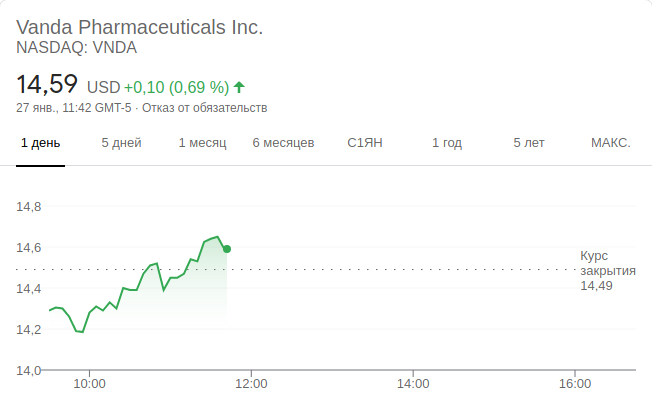 Vanda Pharmaceuticals Inc.
NASDAQ: VNDA
14,59 USD +0,10 (0,69 %)
27 янв., 11:42 GMT-5 · Отказ от обязательств
1 день 5 дней 1 месяц 6 месяцев С1ЯН 1 год 5 лет МАКС.
14,8
14,6
Курс
закрытия
14,49
14,4
14,2
14,0
10:00 12:00 14:00 16:00